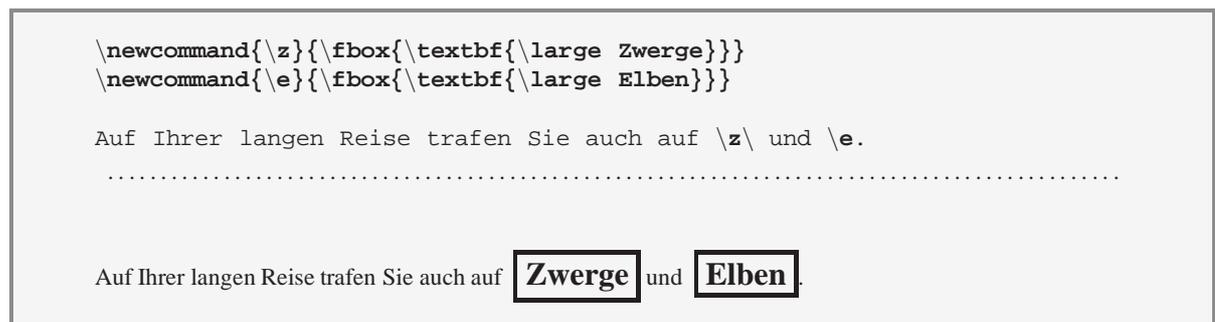 \newcommand{\z}{\fbox{\textbf{\large Zwerge}}}
\newcommand{\e}{\fbox{\textbf{\large Elben}}}
Auf Ihrer langen Reise trafen Sie auch auf \z\ und \e.
Auf Ihrer langen Reise trafen Sie auch auf Zwerge und Elben.